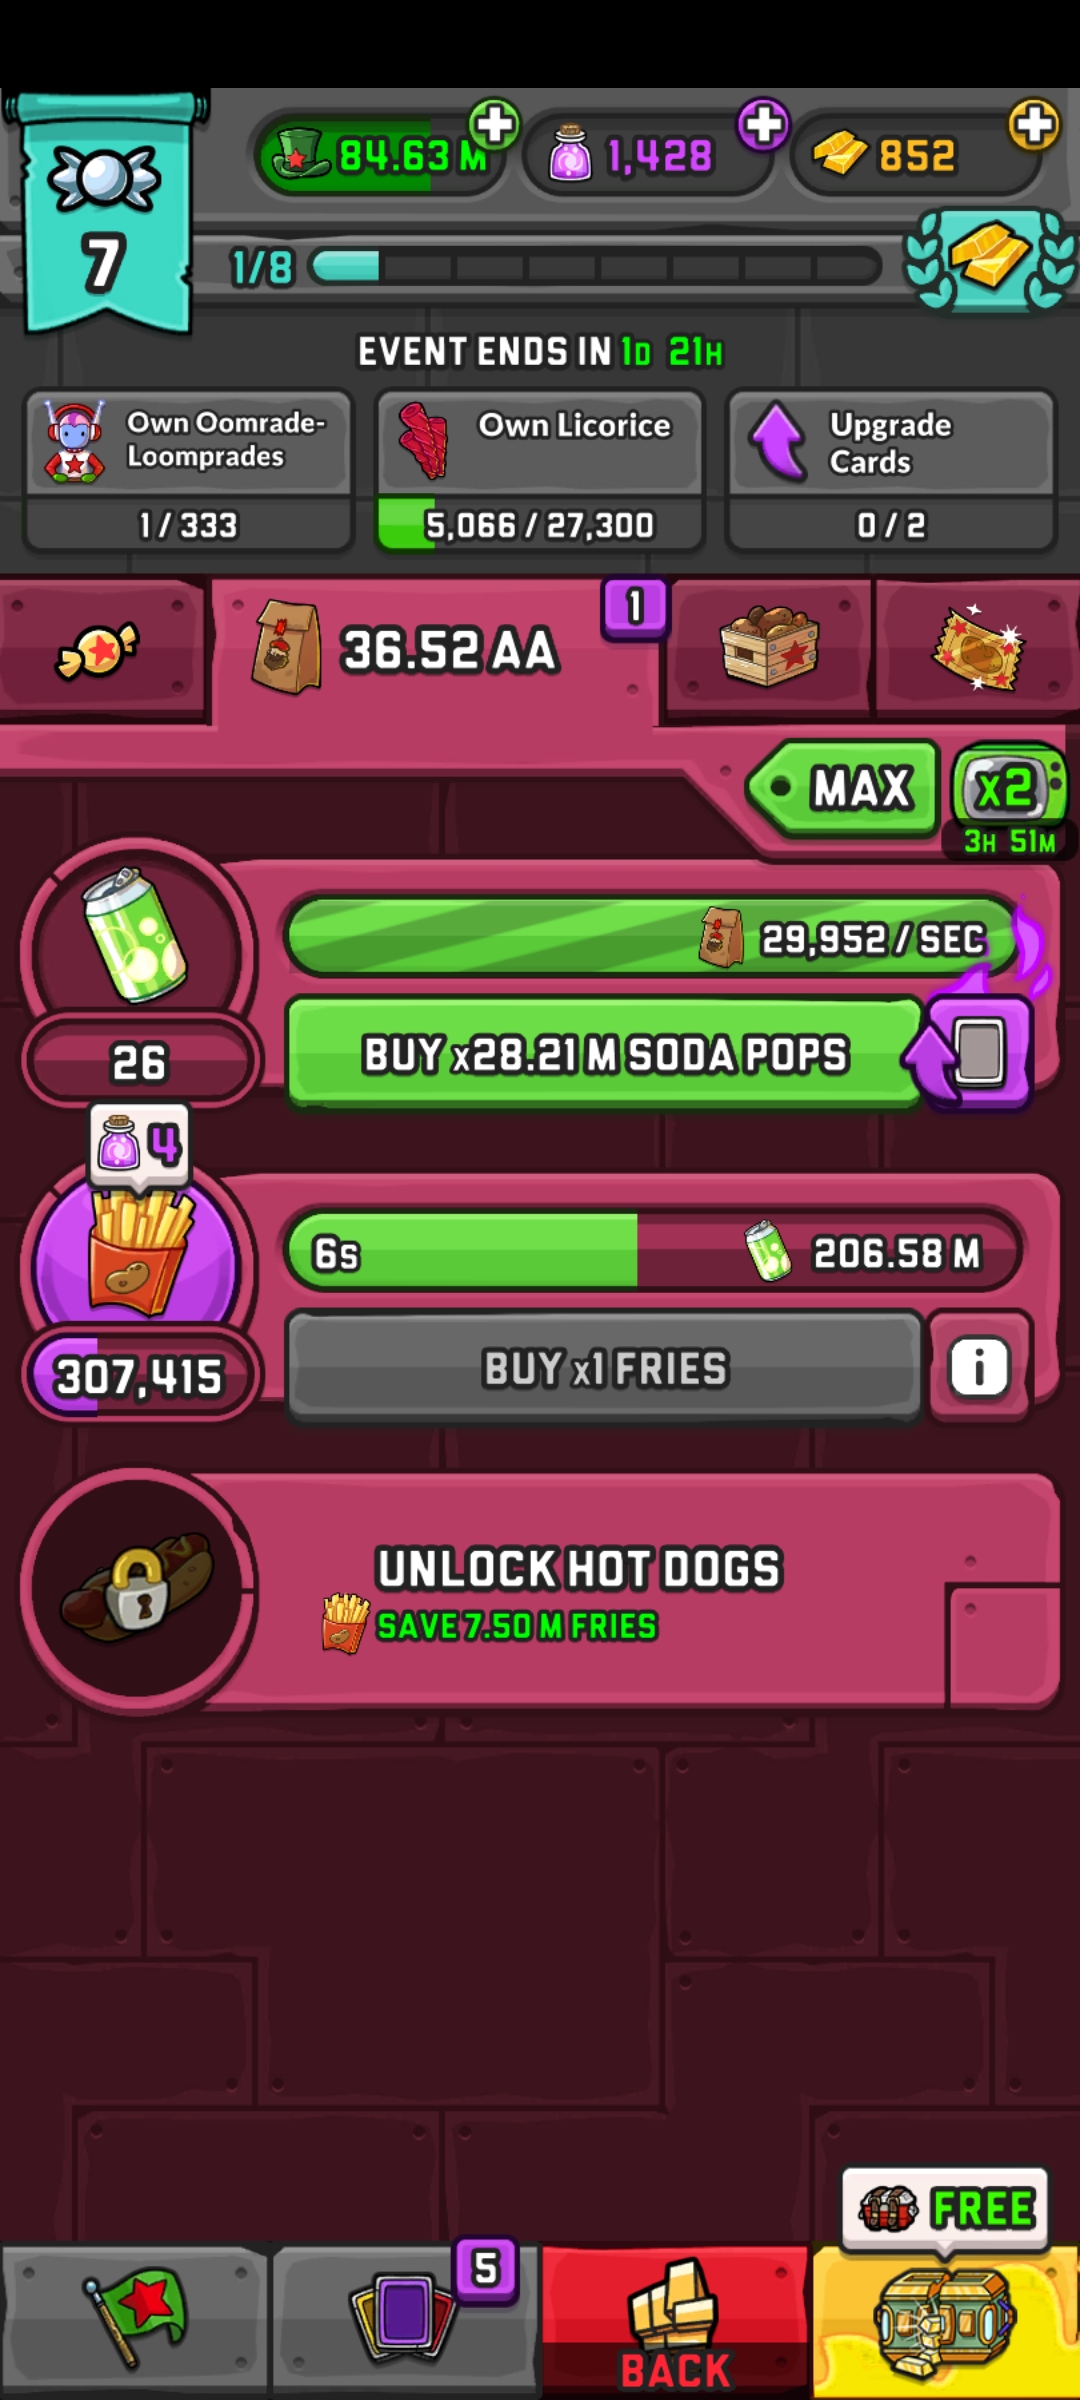 84.63 M
1,428
852
7
1/8
EVENT ENDS IN 1D 21H
Own Oomrade-
Loomprades
1 / 333
Own Licorice
5,066 / 27,300
Upgrade
Cards
0 / 2
36.52 AA
1
MAX
x2
3H 51M
29,952 / SEC
26
BUY x28.21 M SODA POPS
4
6s
206.58 M
307,415
BUY x1 FRIES
i
UNLOCK HOT DOGS
SAVE 7.50 M FRIES
FREE
5
BACK